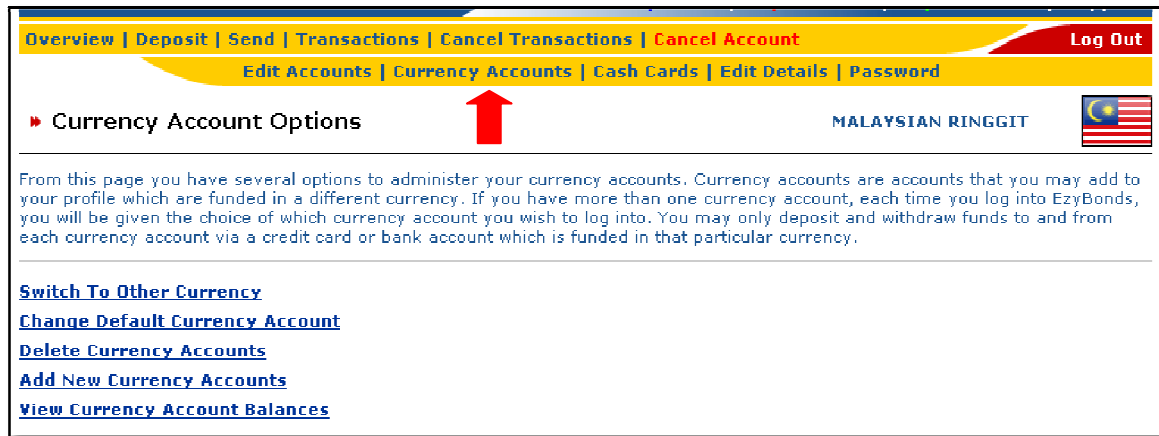 Overview | Deposit | Send | Transactions | Cancel Transactions | Cancel Account Log Out
Edit Accounts | Currency Accounts | Cash Cards | Edit Details | Password
Currency Account Options MALAYSIAN RINGGIT
From this page you have several options to administer your currency accounts. Currency accounts are accounts that you may add to
your profile which are funded in a different currency. If you have more than one currency account, each time you log into EzyBonds,
you will be given the choice of which currency account you wish to log into. You may only deposit and withdraw funds to and from
each currency account via a credit card or bank account which is funded in that particular currency.
Switch To Other Currency
Change Default Currency Account
Delete Currency Accounts
Add New Currency Accounts
View Currency Account Balances